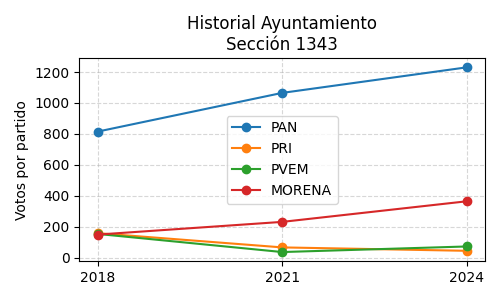 Historial Ayuntamiento
Sección 1343
Votos por partido
1200
1000
800
600
400
200
0
PAN
PRI
PVEM
MORENA
2018 2021 2024